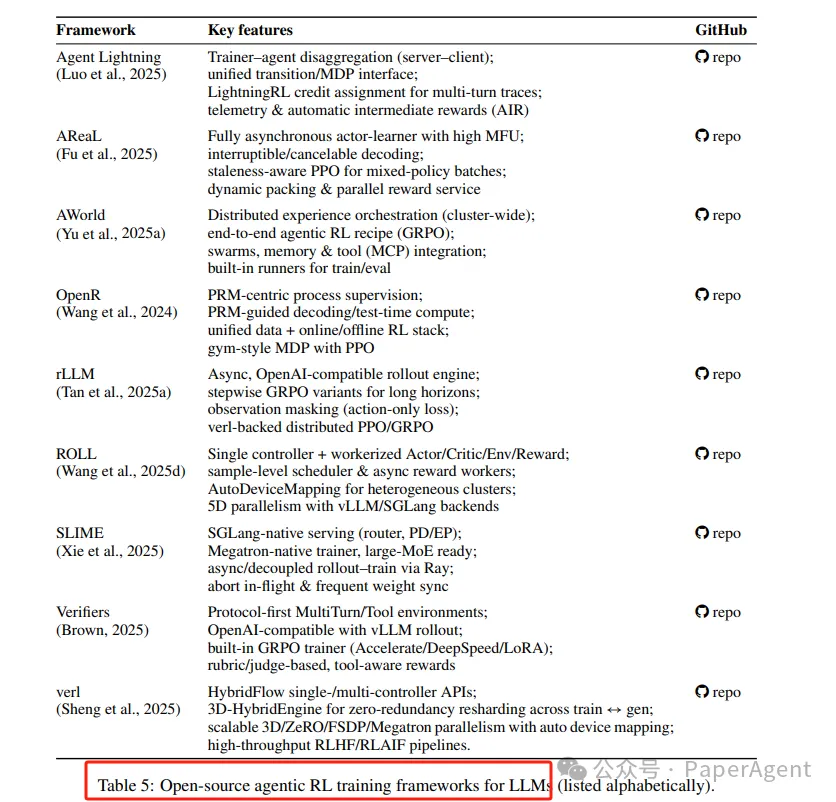 Framework Key features GitHub
Agent Lightning Trainer–agent disaggregation (server–client); repo
(Luo et al., 2025) unified transition/MDP interface;
LightningRL credit assignment for multi-turn traces;
telemetry & automatic intermediate rewards (AIR)
AReaL Fully asynchronous actor-learner with high MFU; repo
(Fu et al., 2025) interruptible/cancelable decoding;
staleness-aware PPO for mixed-policy batches;
dynamic packing & parallel reward service
AWorld Distributed experience orchestration (cluster-wide); repo
(Yu et al., 2025a) end-to-end agentic RL recipe (GRPO);
swarms, memory & tool (MCP) integration;
built-in runners for train/eval
OpenR PRM-centric process supervision; repo
(Wang et al., 2024) PRM-guided decoding/test-time compute;
unified data + online/offline RL stack;
gym-style MDP with PPO
rLLM Async, OpenAI-compatible rollout engine; repo
(Tan et al., 2025a) stepwise GRPO variants for long horizons;
observation masking (action-only loss);
verl-backed distributed PPO/GRPO
ROLL Single controller + workerized Actor/Critic/Env/Reward; repo
(Wang et al., 2025d) sample-level scheduler & async reward workers;
AutoDeviceMapping for heterogeneous clusters;
5D parallelism with vLLM/SGLang backends
SLIME SGLang-native serving (router, PD/EP); repo
(Xie et al., 2025) Megatron-native trainer, large-MoE ready;
async/decoupled rollout–train via Ray;
abort in-flight & frequent weight sync
Verifiers Protocol-first MultiTurn/Tool environments; repo
(Brown, 2025) OpenAI-compatible with vLLM rollout;
built-in GRPO trainer (Accelerate/DeepSpeed/LoRA);
rubric/judge-based, tool-aware rewards
verl HybridFlow single-/multi-controller APIs; repo
(Sheng et al., 2025) 3D-HybridEngine for zero-redundancy resharding across train ↔ gen;
scalable 3D/ZeRO/FSDP/Megatron parallelism with auto device mapping;
high-throughput RLHF/RLAIF pipelines.
公众号 · PaperAgent
Table 5: Open-source agentic RL training frameworks for LLMs (listed alphabetically).